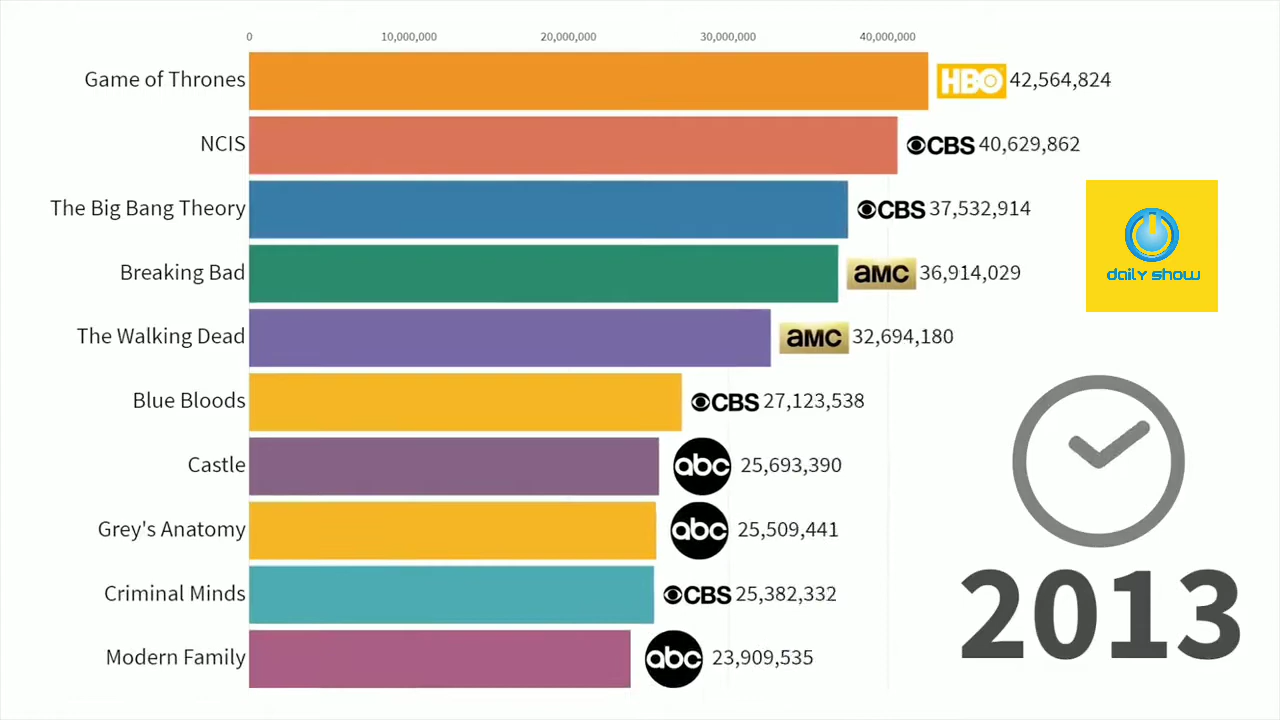 0 10,000,000 20,000,000 30,000,000 40,000,000
Game of Thrones HBO 42,564,824
NCIS CBS 40,629,862
The Big Bang Theory CBS 37,532,914
Breaking Bad aMC 36,914,029
The Walking Dead aMC 32,694,180
Blue Bloods CBS 27,123,538
Castle abc 25,693,390
Grey's Anatomy abc 25,509,441
Criminal Minds CBS 25,382,332
Modern Family abc 23,909,535
daily show
2013